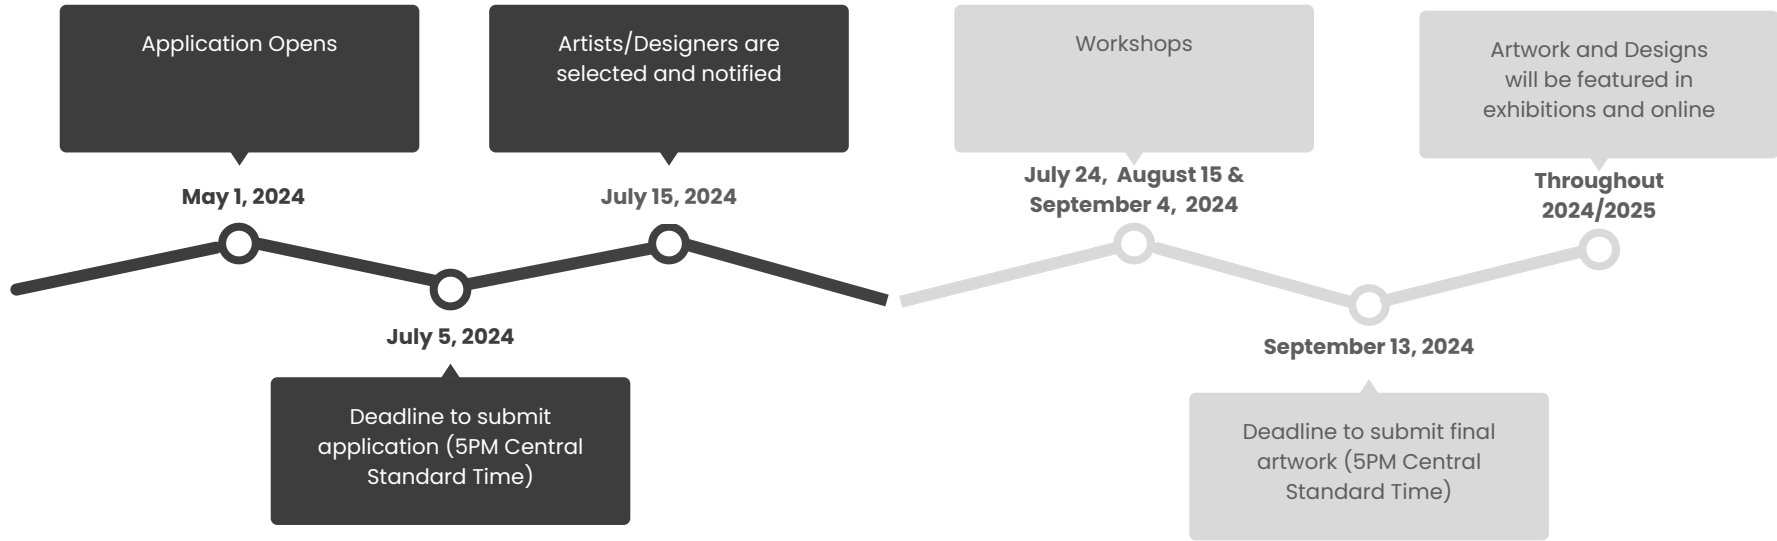 Application Opens
May 1, 2024
July 5, 2024
Deadline to submit
application (5PM Central
Standard Time)
Artists/Designers are
selected and notified
July 15, 2024
Workshops
July 24,  August 15 &
September 4,  2024
September 13, 2024
Deadline to submit final
artwork (5PM Central
Standard Time)
Artwork and Designs
will be featured in
exhibitions and online
Throughout
2024/2025